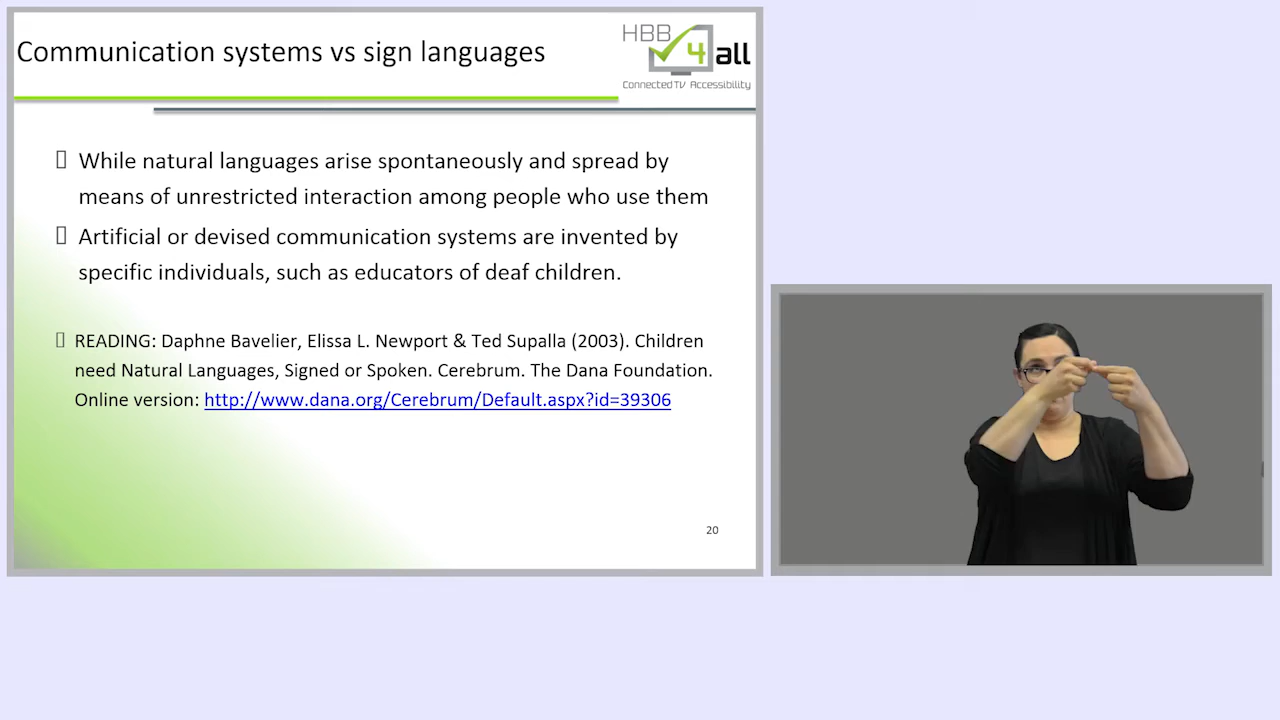 Communication systems vs sign languages
HBB
4 all
Connected TV Accessibility
While natural languages arise spontaneously and spread by
means of unrestricted interaction among people who use them
Artificial or devised communication systems are invented by
specific individuals, such as educators of deaf children.
READING: Daphne Bavelier, Elissa L. Newport & Ted Supalla (2003). Children
need Natural Languages, Signed or Spoken. Cerebrum. The Dana Foundation.
Online version: http://www.dana.org/Cerebrum/Default.aspx?id=39306
20